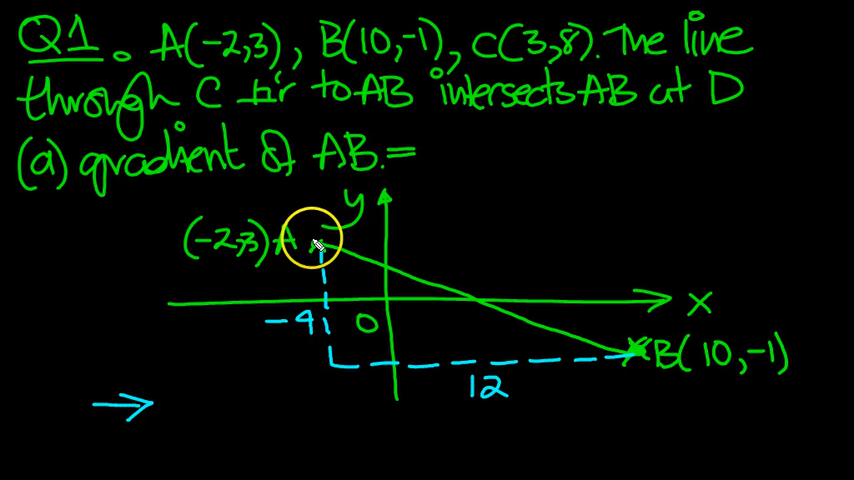 Q1. A(-2,3), B(10,-1), C(3,8). The line
through C ⊥ir to AB intersects AB at D
(a) gradient of AB =
y
(-2,3) A
x
-4
0
B(10,-1)
12